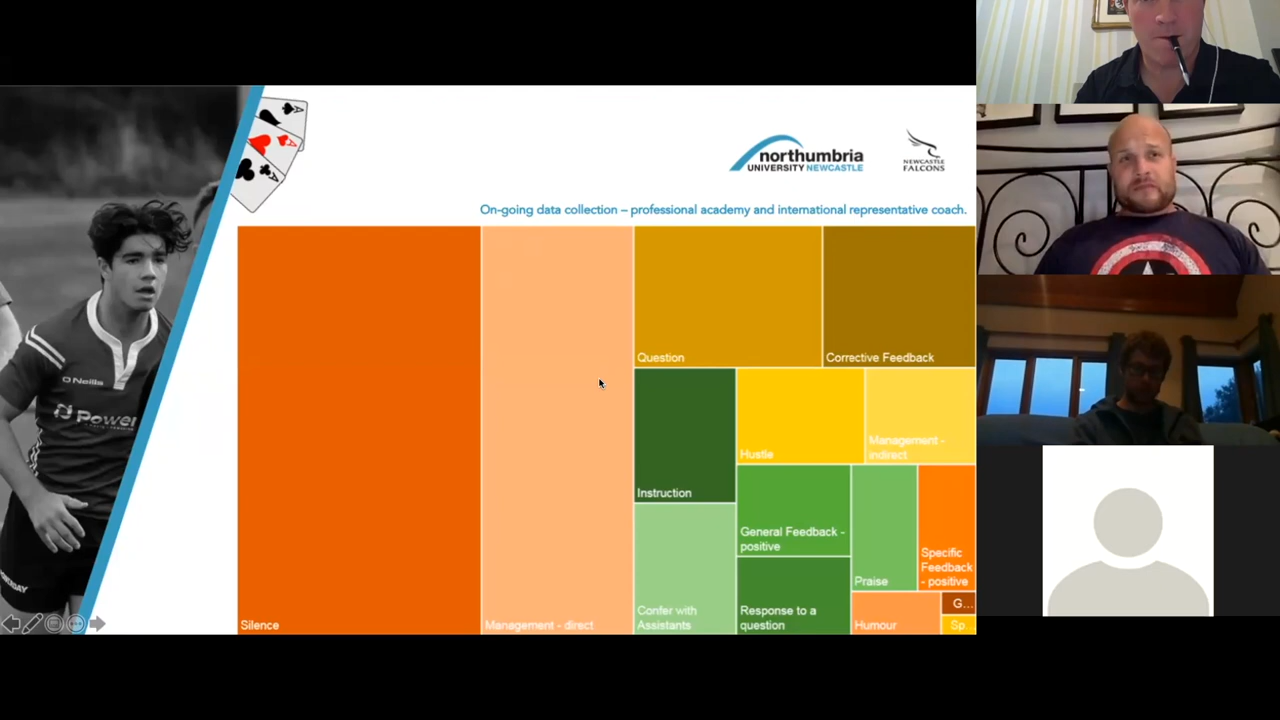 northumbria
UNIVERSITY NEWCASTLE
NEWCASTLE
FALCONS
On-going data collection – professional academy and international representative coach.
O'Neills
Power
Question
Corrective Feedback
Hustle
Management -
indirect
Instruction
General Feedback -
positive
Specific
Feedback
- positive
Praise
G...
Confer with
Assistants
Response to a
question
Humour
Sp...
Silence
Management - direct